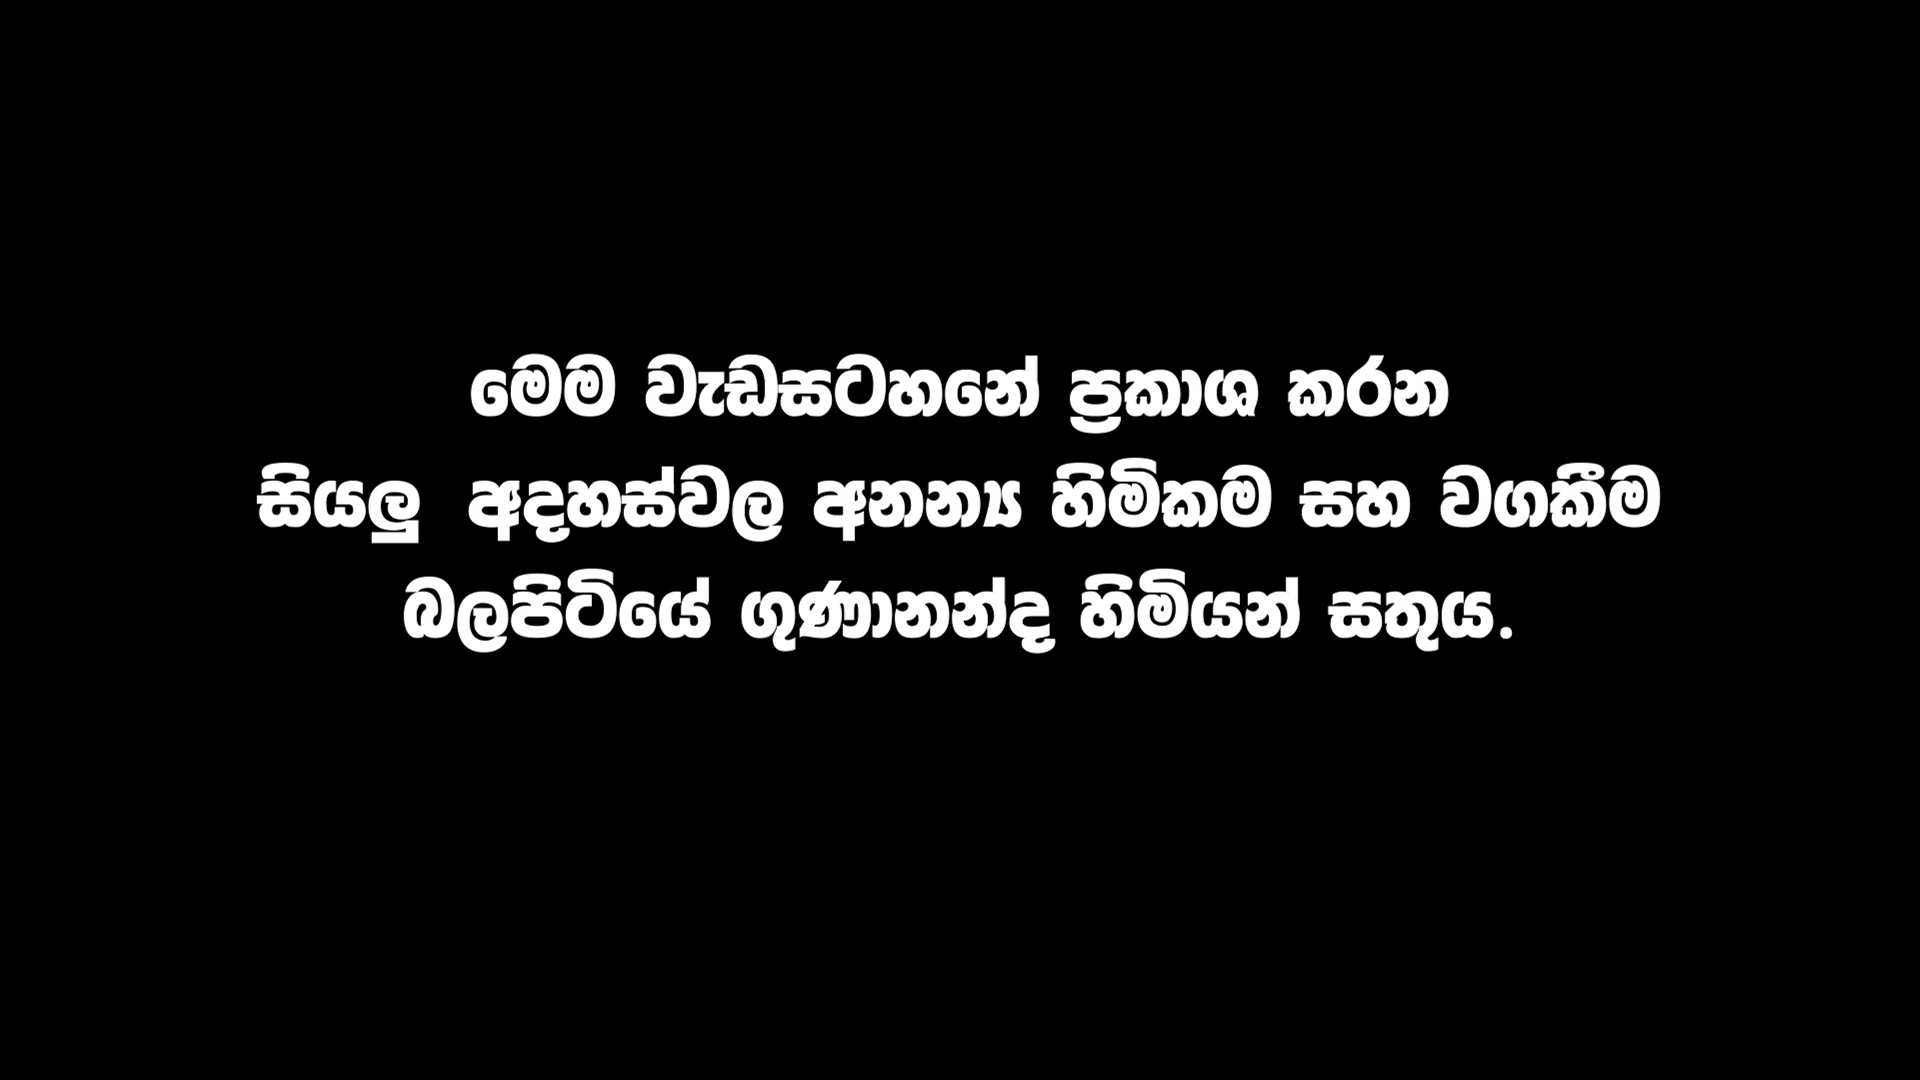 මෙම වැඩසටහනේ ප්‍රකාශ කරන
සියලු අදහස්වල අනන්‍ය හිමිකම සහ වගකීම
බලපිටියේ ගුණානන්ද හිමියන් සතුය.